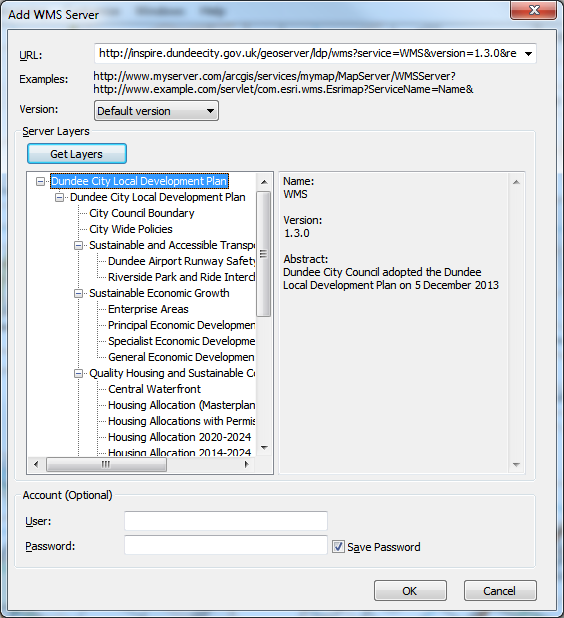 Add WMS Server
URL:
http://inspire.dundeecity.gov.uk/geoserver/ldp/wms?service=WMS&version=1.3.0&re
Examples:
http://www.myserver.com/arcgis/services/mymap/MapServer/WMSServer?
http://www.example.com/servlet/com.esri.wms.Esrimap?ServiceName=Name&
Version:
Default version
Server Layers
Get Layers
Dundee City Local Development Plan
Dundee City Local Development Plan
City Council Boundary
City Wide Policies
Sustainable and Accessible Transpo
Dundee Airport Runway Safety
Riverside Park and Ride Interch
Sustainable Economic Growth
Enterprise Areas
Principal Economic Developmen
Specialist Economic Developme
General Economic Developmen
Quality Housing and Sustainable Co
Central Waterfront
Housing Allocation (Masterplan
Housing Allocations with Permis
Housing Allocation 2020-2024
Housing Allocation 2014-2024
Name:
WMS
Version:
1.3.0
Abstract:
Dundee City Council adopted the Dundee
Local Development Plan on 5 December 2013
Account (Optional)
User:
Password:
Save Password
OK
Cancel